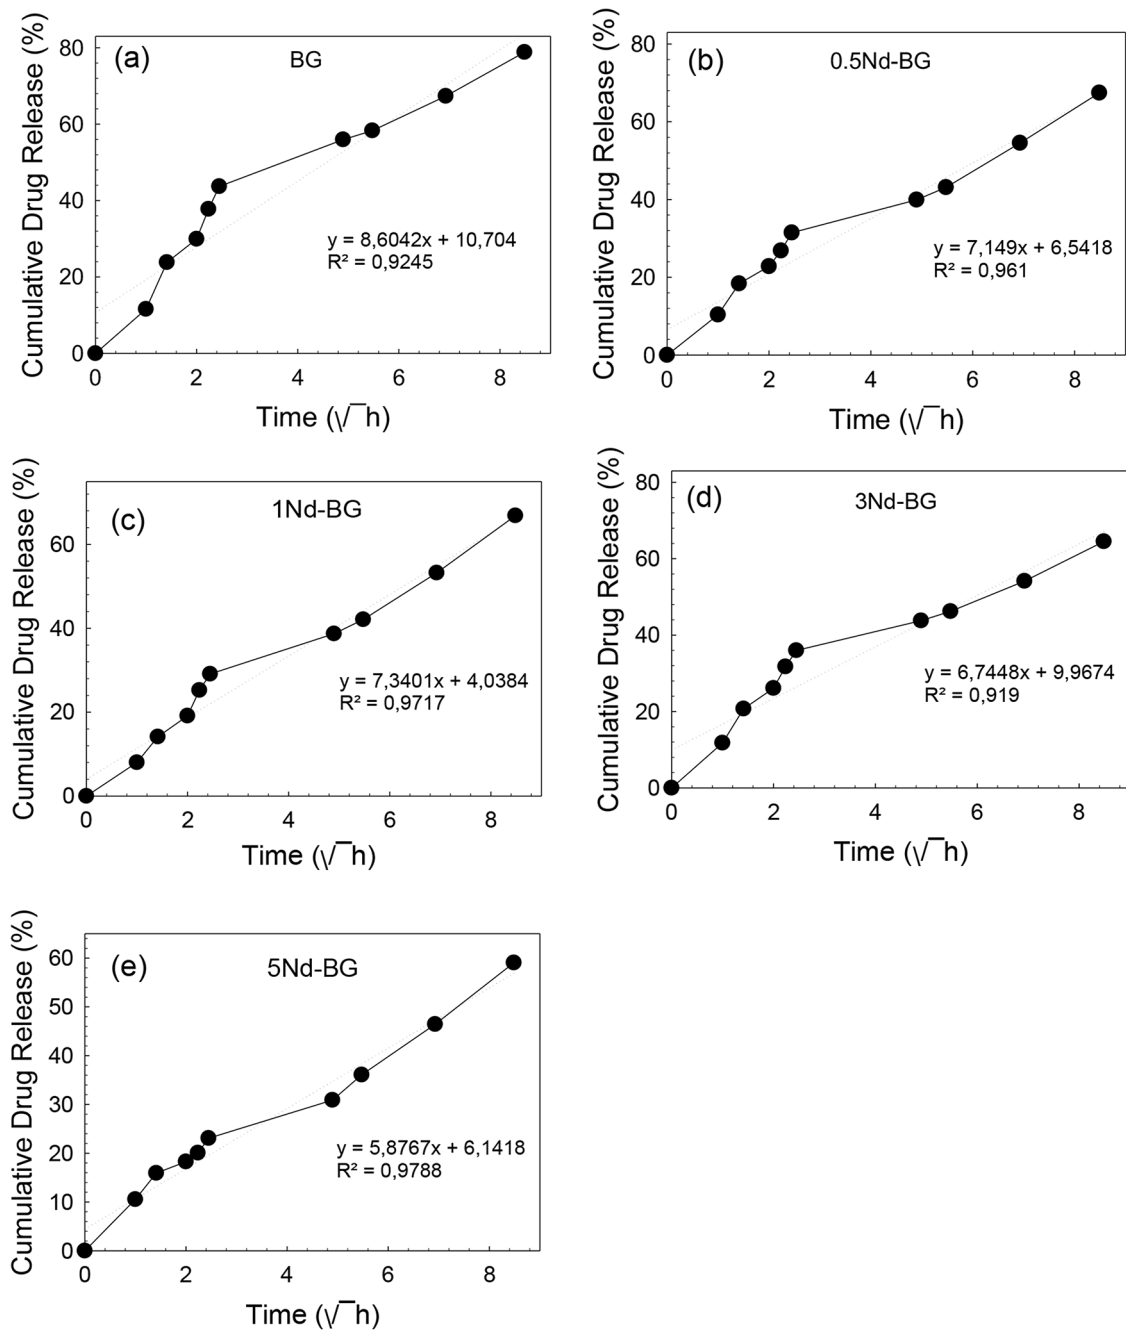 (a)
BG
Cumulative Drug Release (%)
80
60
40
20
0
y = 8,6042x + 10,704
R² = 0,9245
0 2 4 6 8
Time (√‾h)
(b)
0.5Nd-BG
Cumulative Drug Release (%)
80
60
40
20
0
y = 7,149x + 6,5418
R² = 0,961
0 2 4 6 8
Time (√‾h)
(c)
1Nd-BG
Cumulative Drug Release (%)
60
40
20
0
y = 7,3401x + 4,0384
R² = 0,9717
0 2 4 6 8
Time (√‾h)
(d)
3Nd-BG
Cumulative Drug Release (%)
80
60
40
20
0
y = 6,7448x + 9,9674
R² = 0,919
0 2 4 6 8
Time (√‾h)
(e)
5Nd-BG
Cumulative Drug Release (%)
60
50
40
30
20
10
0
y = 5,8767x + 6,1418
R² = 0,9788
0 2 4 6 8
Time (√‾h)